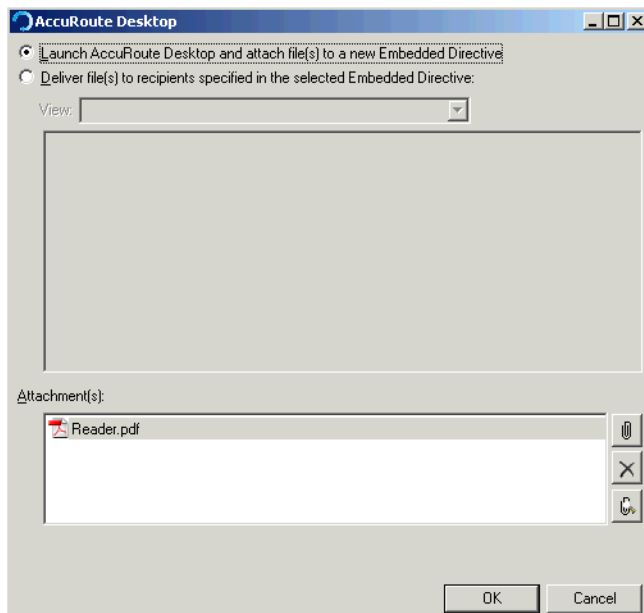 AccuRoute Desktop
Launch AccuRoute Desktop and attach file(s) to a new Embedded Directive
Deliver file(s) to recipients specified in the selected Embedded Directive:
View:
Attachment(s):
Reader.pdf
OK Cancel